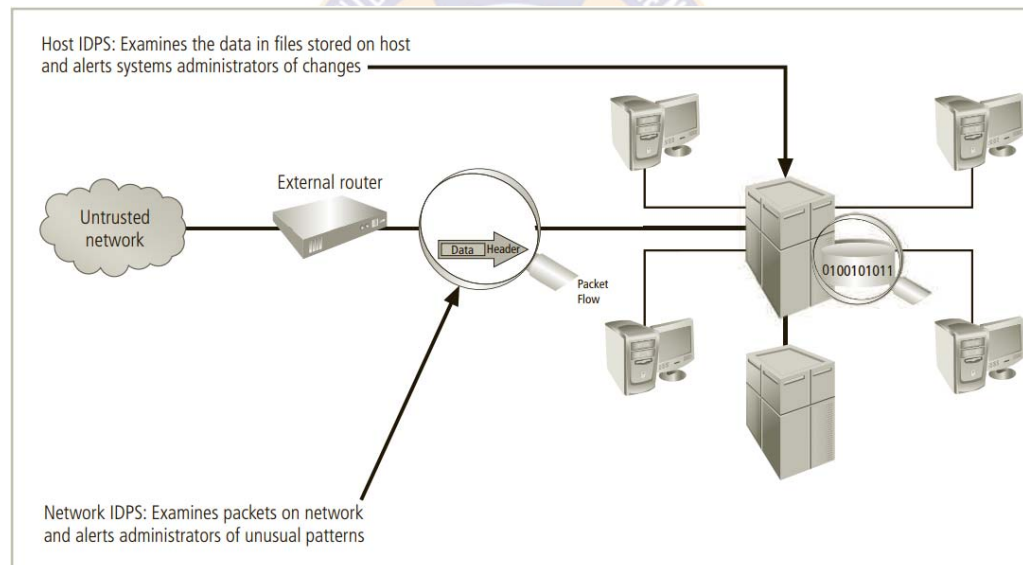 Host IDPS: Examines the data in files stored on host
and alerts systems administrators of changes
External router
Untrusted
network
Data
Header
Packet
Flow
0100101011
Network IDPS: Examines packets on network
and alerts administrators of unusual patterns